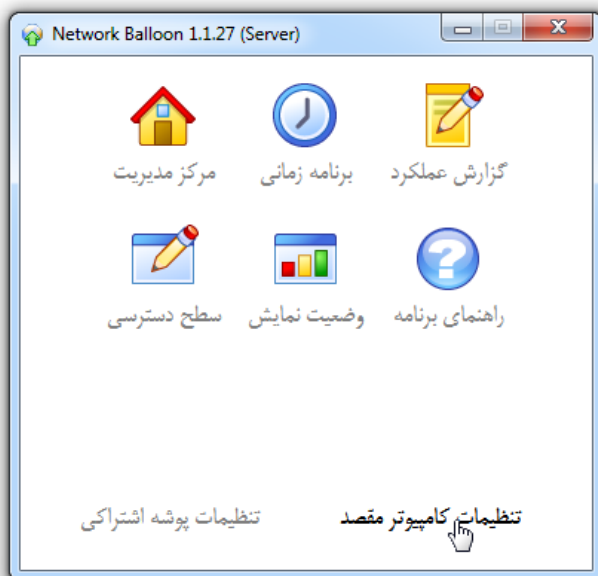 Network Balloon 1.1.27 (Server)
گزارش عملکرد برنامه زمانی مرکز مدیریت
راهنمای برنامه وضعیت نمایش سطح دسترسی
تنظیمات کامپیوتر مقصد تنظیمات پوشه اشتراکی